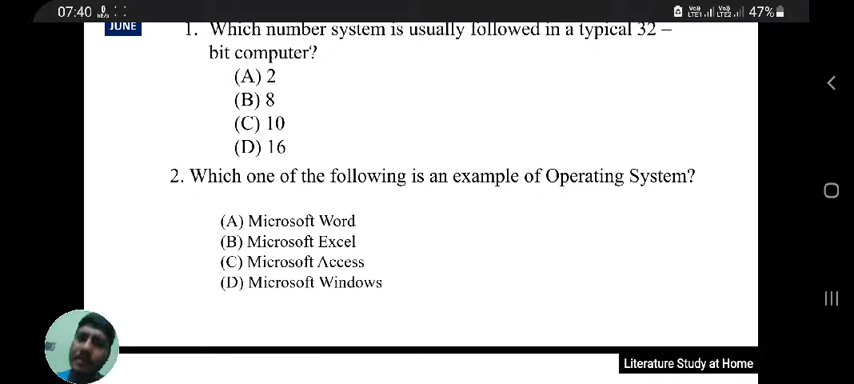 07:40
47%
JUNE
1. Which number system is usually followed in a typical 32 –
bit computer?
(A) 2
(B) 8
(C) 10
(D) 16
2. Which one of the following is an example of Operating System?
(A) Microsoft Word
(B) Microsoft Excel
(C) Microsoft Access
(D) Microsoft Windows
Literature Study at Home